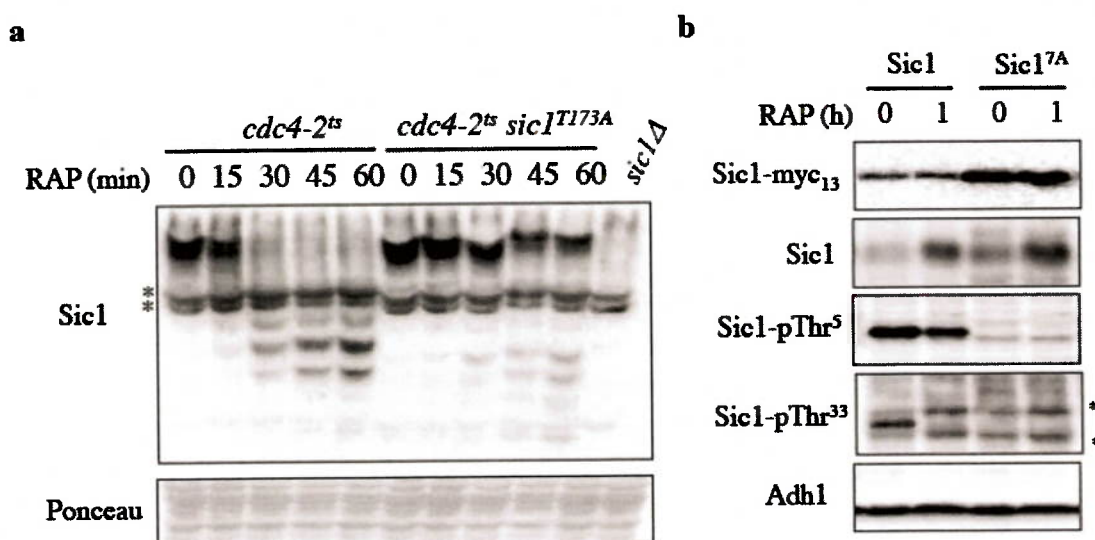 a
cdc4-2ts cdc4-2ts sic1T173A sic1Δ
RAP (min) 0 15 30 45 60 0 15 30 45 60
Sic1 **
Ponceau
b
Sic1 Sic17A
RAP (h) 0 1 0 1
Sic1-myc13
Sic1
Sic1-pThr5
Sic1-pThr33 *
*
Adh1